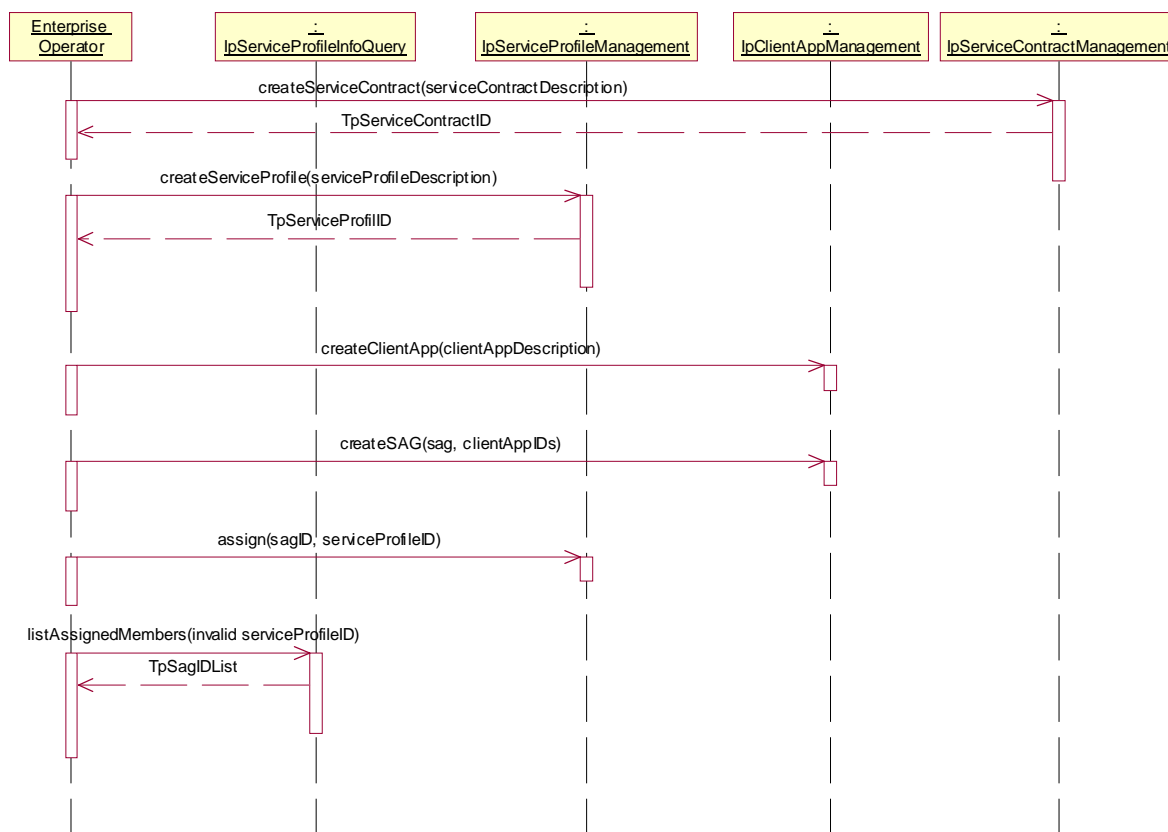 Enterprise
Operator
:
IpServiceProfileInfoQuery
:
IpServiceProfileManagement
:
IpClientAppManagement
:
IpServiceContractManagement
createServiceContract(serviceContractDescription)
TpServiceContractID
createServiceProfile(serviceProfileDescription)
TpServiceProfilID
createClientApp(clientAppDescription)
createSAG(sag, clientAppIDs)
assign(sagID, serviceProfileID)
listAssignedMembers(invalid serviceProfileID)
TpSagIDList